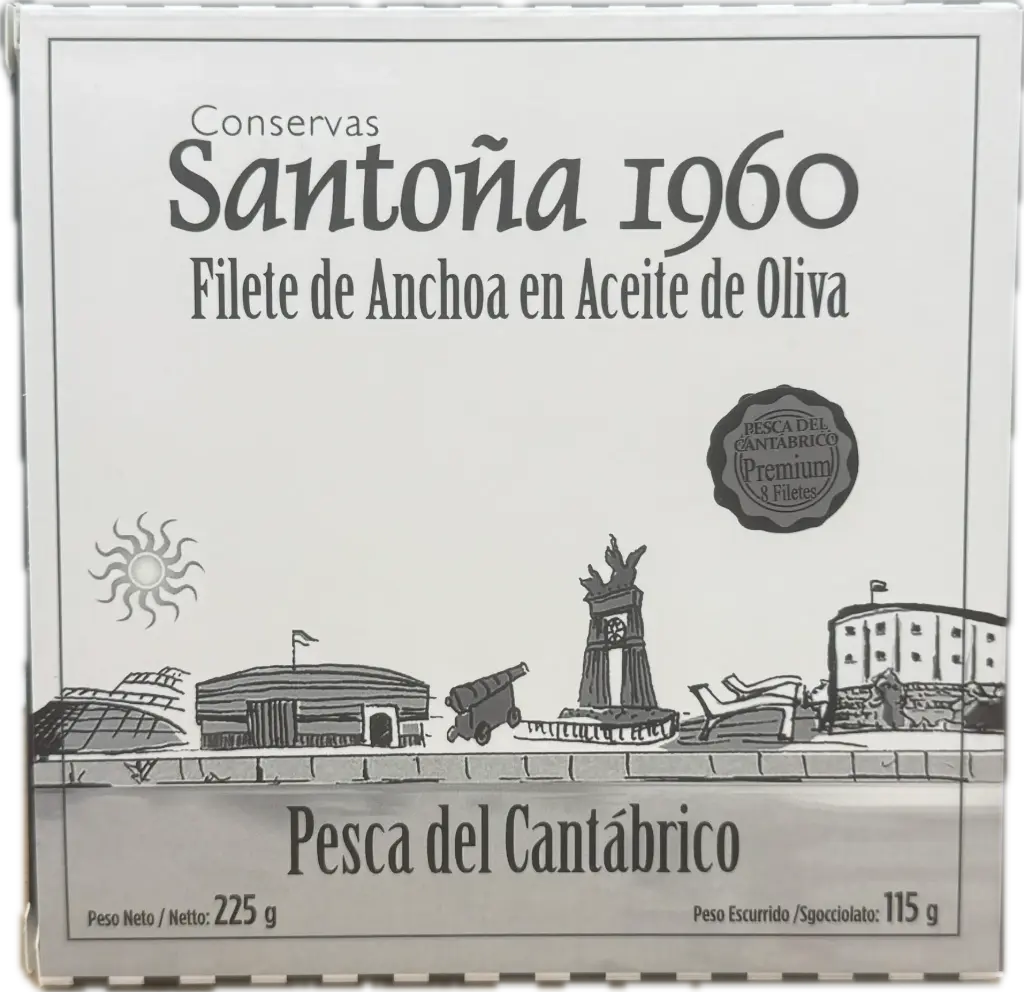 Conservas
Santoña 1960
Filete de Anchoa en Aceite de Oliva
PESCA DEL
CANTÁBRICO
Premium
8 Filetes
Pesca del Cantábrico
Peso Neto / Netto: 225 g
Peso Escurrido /Sgocciolato: 115 g